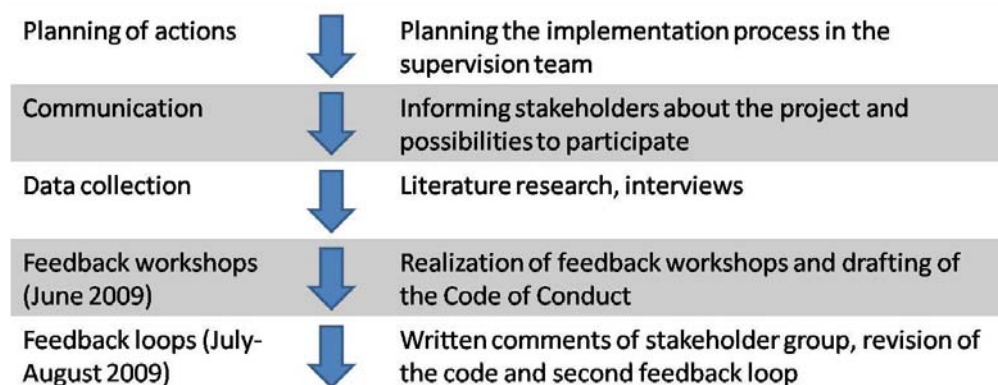 Planning of actions
Planning the implementation process in the
supervision team
Communication
Informing stakeholders about the project and
possibilities to participate
Data collection
Literature research, interviews
Feedback workshops
(June 2009)
Realization of feedback workshops and drafting of
the Code of Conduct
Feedback loops (July-
August 2009)
Written comments of stakeholder group, revision of
the code and second feedback loop